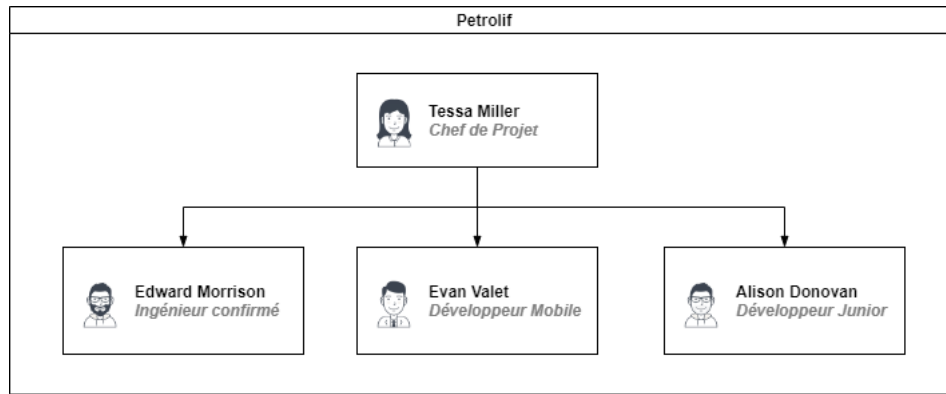 Petrolif
Tessa Miller
Chef de Projet
Edward Morrison
Ingénieur confirmé
Evan Valet
Développeur Mobile
Alison Donovan
Développeur Junior